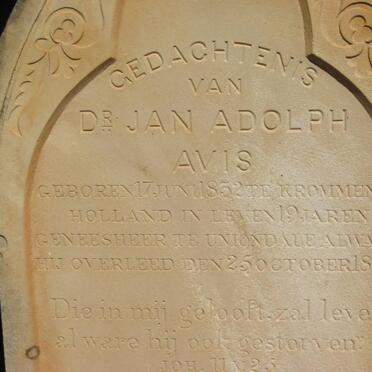 GEDACHTENIS
VAN
DR. JAN ADOLPH
AVIS
GEBOREN 17 JUNI 1832 TE KROMMEN
HOLLAND IN LEVEN 19 JAREN
GENEESHEER TE UNIONDALE ALWA
HIJ OVERLEED DEN 25 OCTOBER 18
Die in mij gelooft, zal leve
al ware hij ook gestorven.
JOH. 11 V 25